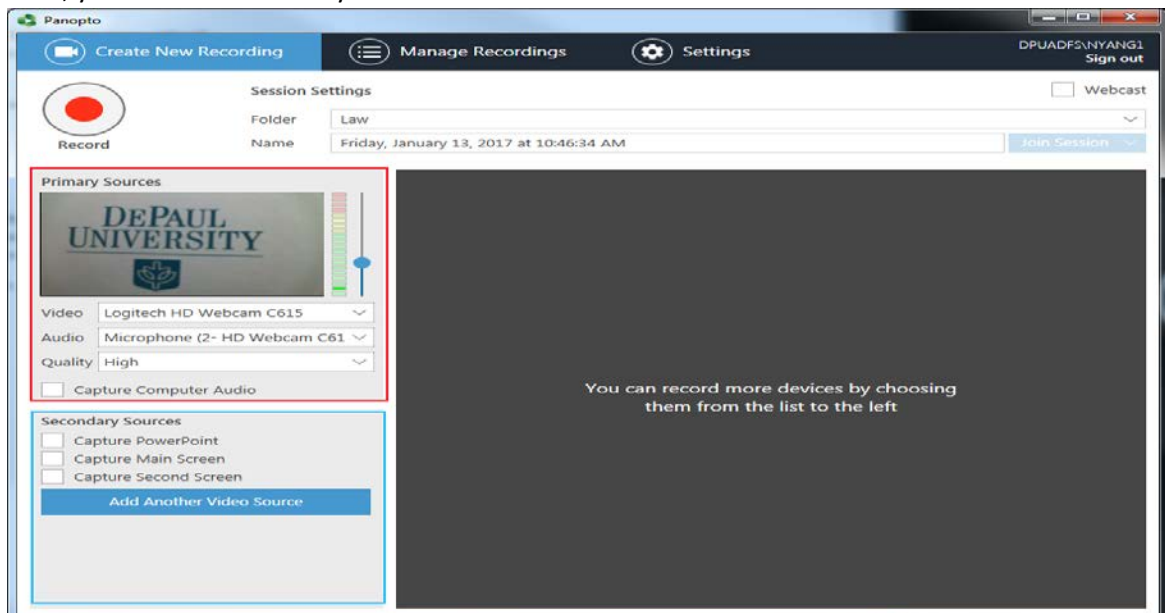 Panopto
Create New Recording
Manage Recordings
Settings
DPUADFS\NYANG1
Sign out
Session Settings
Webcast
Folder
Law
Record
Name
Friday, January 13, 2017 at 10:46:34 AM
Join Session
Primary Sources
DEPAUL
UNIVERSITY
Video
Logitech HD Webcam C615
Audio
Microphone (2- HD Webcam C61
Quality
High
Capture Computer Audio
Secondary Sources
Capture PowerPoint
Capture Main Screen
Capture Second Screen
Add Another Video Source
You can record more devices by choosing
them from the list to the left